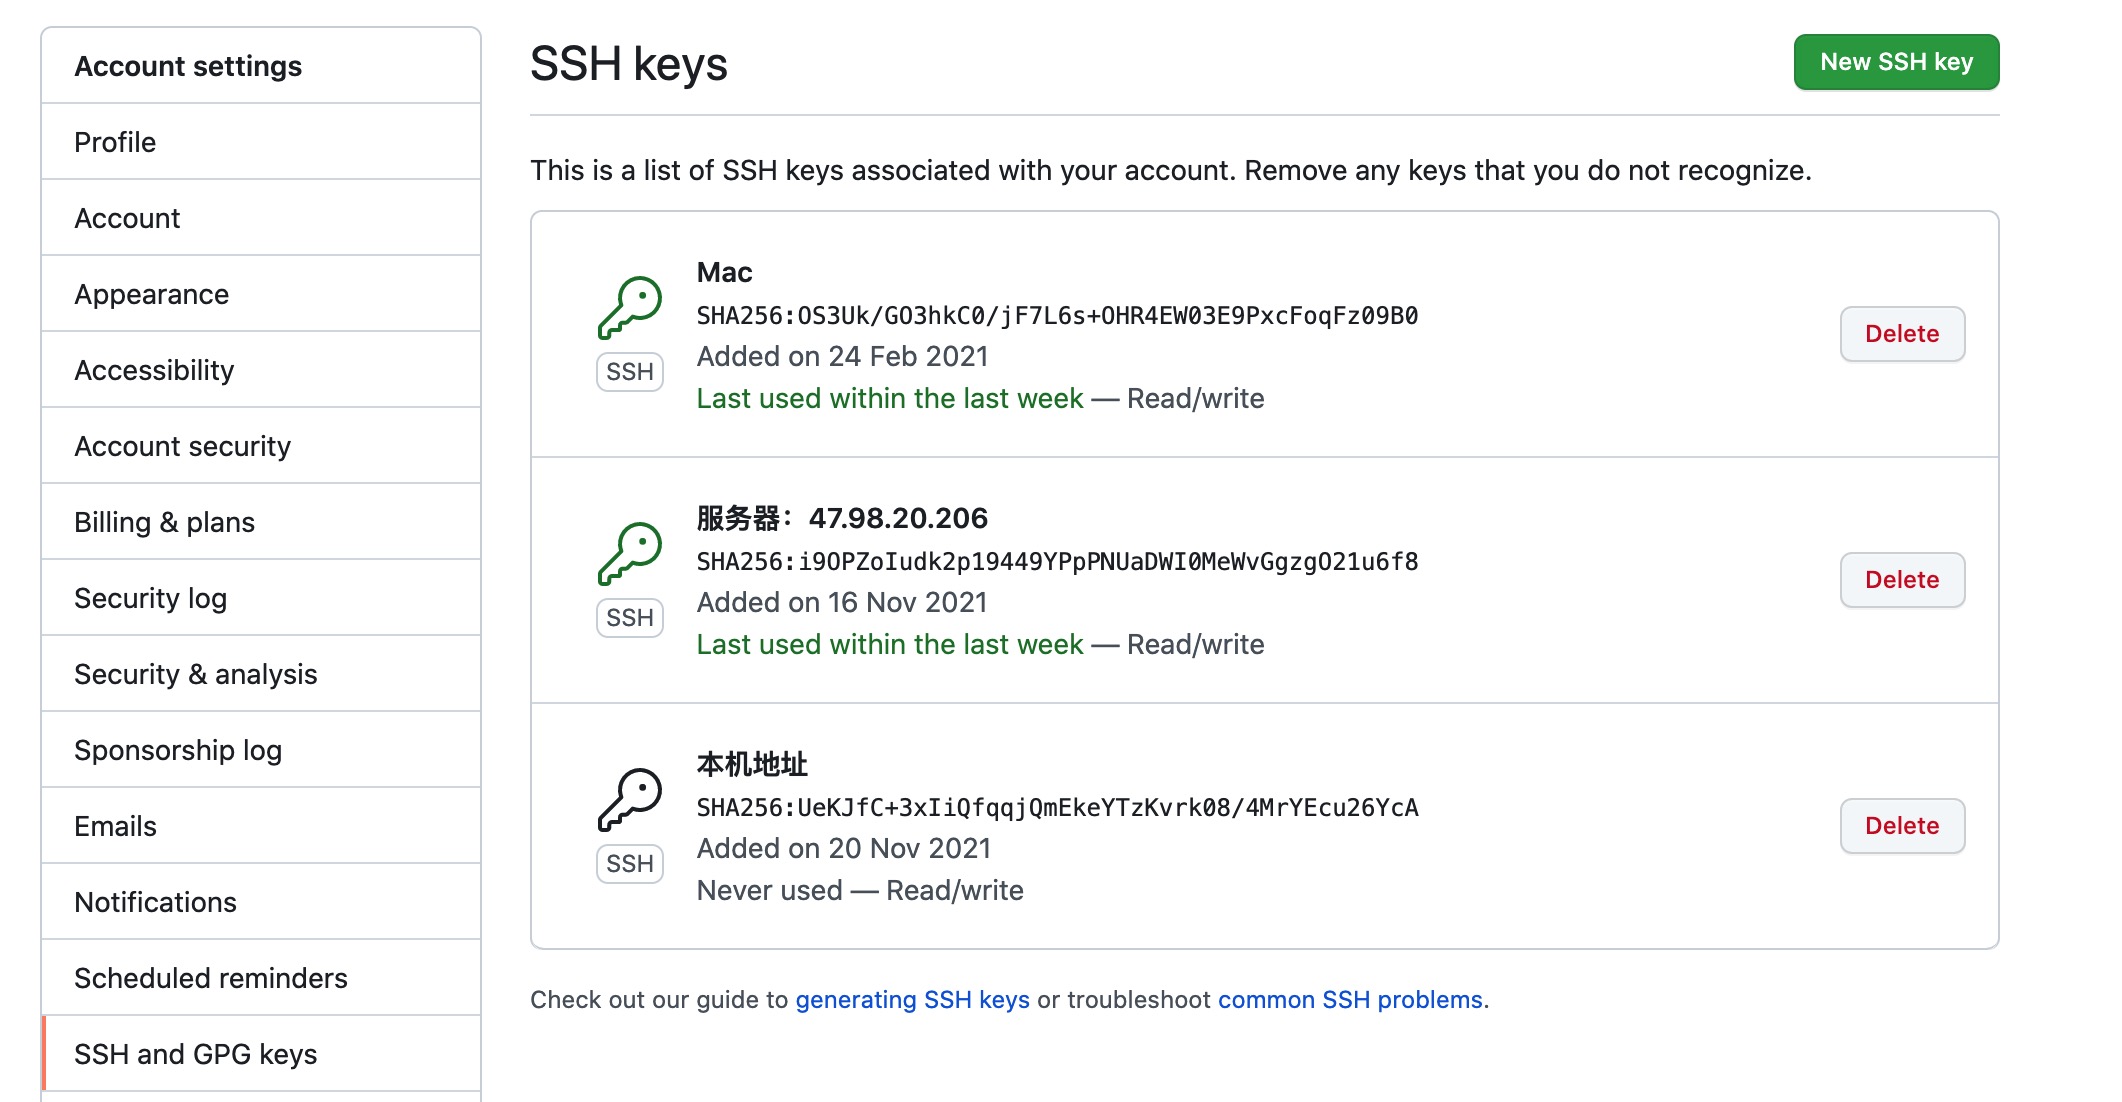 Account settings
Profile
Account
Appearance
Accessibility
Account security
Billing & plans
Security log
Security & analysis
Sponsorship log
Emails
Notifications
Scheduled reminders
SSH and GPG keys
SSH keys
New SSH key
This is a list of SSH keys associated with your account. Remove any keys that you do not recognize.
Mac
SHA256:OS3Uk/GO3hkC0/jF7L6s+OHR4EW03E9PxcFoqFz09B0
Added on 24 Feb 2021
Last used within the last week — Read/write
SSH
Delete
服务器：47.98.20.206
SHA256:i9OPZoIudk2p19449YPpPNUaDWI0MeWvGgzgO21u6f8
Added on 16 Nov 2021
Last used within the last week — Read/write
SSH
Delete
本机地址
SHA256:UeKJfC+3xIiQfqqjQmEkeYTzKvrk08/4MrYEcu26YcA
Added on 20 Nov 2021
Never used — Read/write
SSH
Delete
Check out our guide to generating SSH keys or troubleshoot common SSH problems.